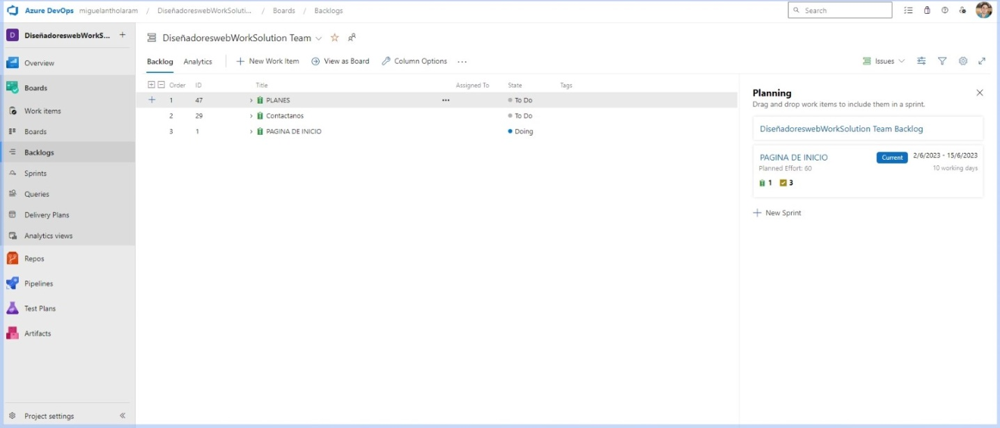 Azure DevOps miguelantholaram / DiseñadoreswebWorkSoluti... / Boards / Backlogs
Search
D DiseñadoreswebWorkS... +
DiseñadoreswebWorkSolution Team
Overview
Backlog Analytics New Work Item View as Board Column Options ...
Issues
Boards
Work items
Boards
Backlogs
Sprints
Queries
Delivery Plans
Analytics views
Repos
Pipelines
Test Plans
Artifacts
Project settings
Order ID Title Assigned To State Tags
1 47 PLANES ... To Do
2 29 Contactanos To Do
3 1 PAGINA DE INICIO Doing
Planning
Drag and drop work items to include them in a sprint.
DiseñadoreswebWorkSolution Team Backlog
PAGINA DE INICIO Current 2/6/2023 - 15/6/2023
Planned Effort: 60 10 working days
1 3
New Sprint